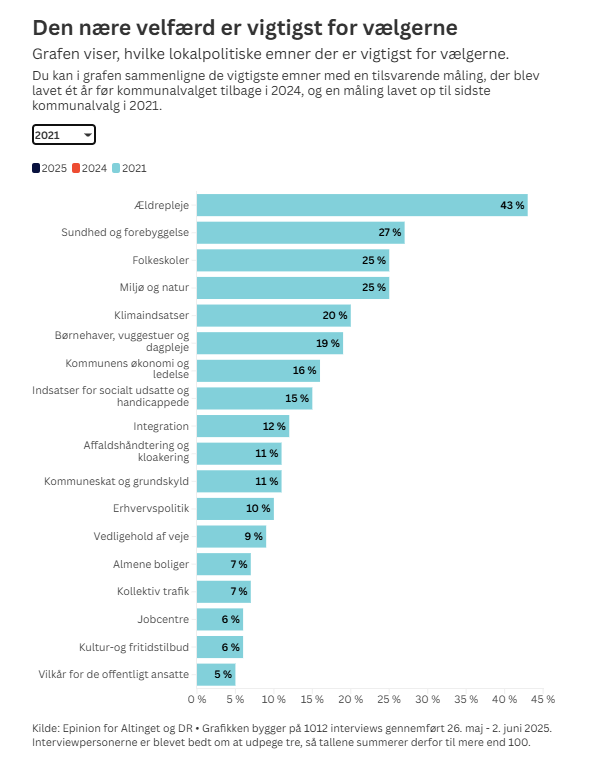 Den nære velfærd er vigtigst for vælgerne
Grafen viser, hvilke lokalpolitiske emner der er vigtigst for vælgerne.
Du kan i grafen sammenligne de vigtigste emner med en tilsvarende måling, der blev
lavet ét år før kommunalvalget tilbage i 2024, og en måling lavet op til sidste
kommunalvalg i 2021.
2021
2025 2024 2021
Ældrepleje 43 %
Sundhed og forebyggelse 27 %
Folkeskoler 25 %
Miljø og natur 25 %
Klimaindsatser 20 %
Børnehaver, vuggestuer og
dagpleje 19 %
Kommunens økonomi og
ledelse 16 %
Indsatser for socialt udsatte og
handicappede 15 %
Integration 12 %
Affaldshåndtering og
kloakering 11 %
Kommuneskat og grundskyld 11 %
Erhvervspolitik 10 %
Vedligehold af veje 9 %
Almene boliger 7 %
Kollektiv trafik 7 %
Jobcentre 6 %
Kultur-og fritidstilbud 6 %
Vilkår for de offentligt ansatte 5 %
0 % 5 % 10 % 15 % 20 % 25 % 30 % 35 % 40 % 45 %
Kilde: Epinion for Altinget og DR • Grafikken bygger på 1012 interviews gennemført 26. maj - 2. juni 2025.
Interviewpersonerne er blevet bedt om at udpege tre, så tallene summerer derfor til mere end 100.